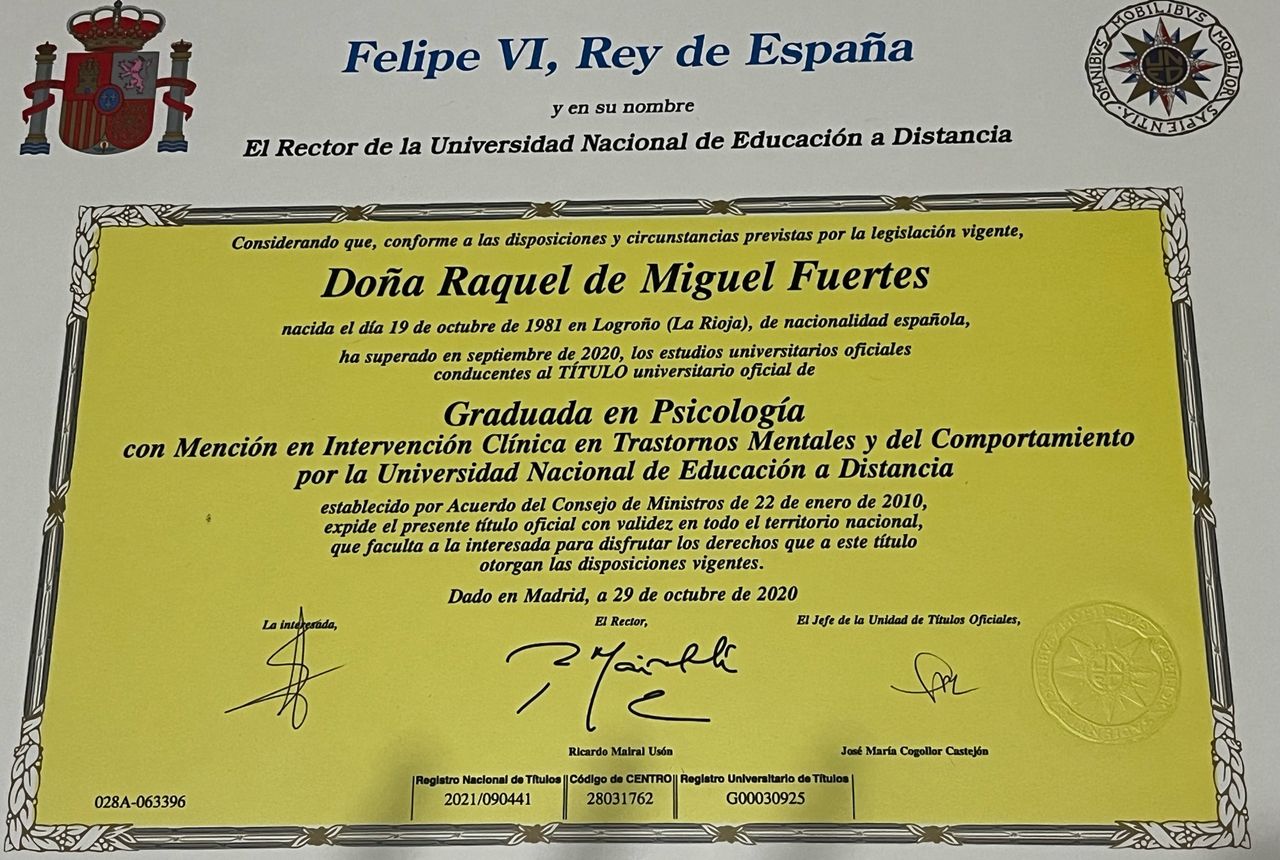 Felipe VI, Rey de España
OMNIBVS MOBILIBVS MOBILIOR SAPIENTIA
UNED
y en su nombre
El Rector de la Universidad Nacional de Educación a Distancia
Considerando que, conforme a las disposiciones y circunstancias previstas por la legislación vigente,
Doña Raquel de Miguel Fuertes
nacida el día 19 de octubre de 1981 en Logroño (La Rioja), de nacionalidad española,
ha superado en septiembre de 2020, los estudios universitarios oficiales
conducentes al TÍTULO universitario oficial de
Graduada en Psicología
con Mención en Intervención Clínica en Trastornos Mentales y del Comportamiento
por la Universidad Nacional de Educación a Distancia
establecido por Acuerdo del Consejo de Ministros de 22 de enero de 2010,
expide el presente título oficial con validez en todo el territorio nacional,
que faculta a la interesada para disfrutar los derechos que a este título
otorgan las disposiciones vigentes.
Dado en Madrid, a 29 de octubre de 2020
La interesada, El Rector, El Jefe de la Unidad de Títulos Oficiales,
Ricardo Mairal Usón José María Cogollor Castejón
Registro Nacional de Títulos Código de CENTRO Registro Universitario de Títulos
028A-063396 2021/090441 28031762 G00030925